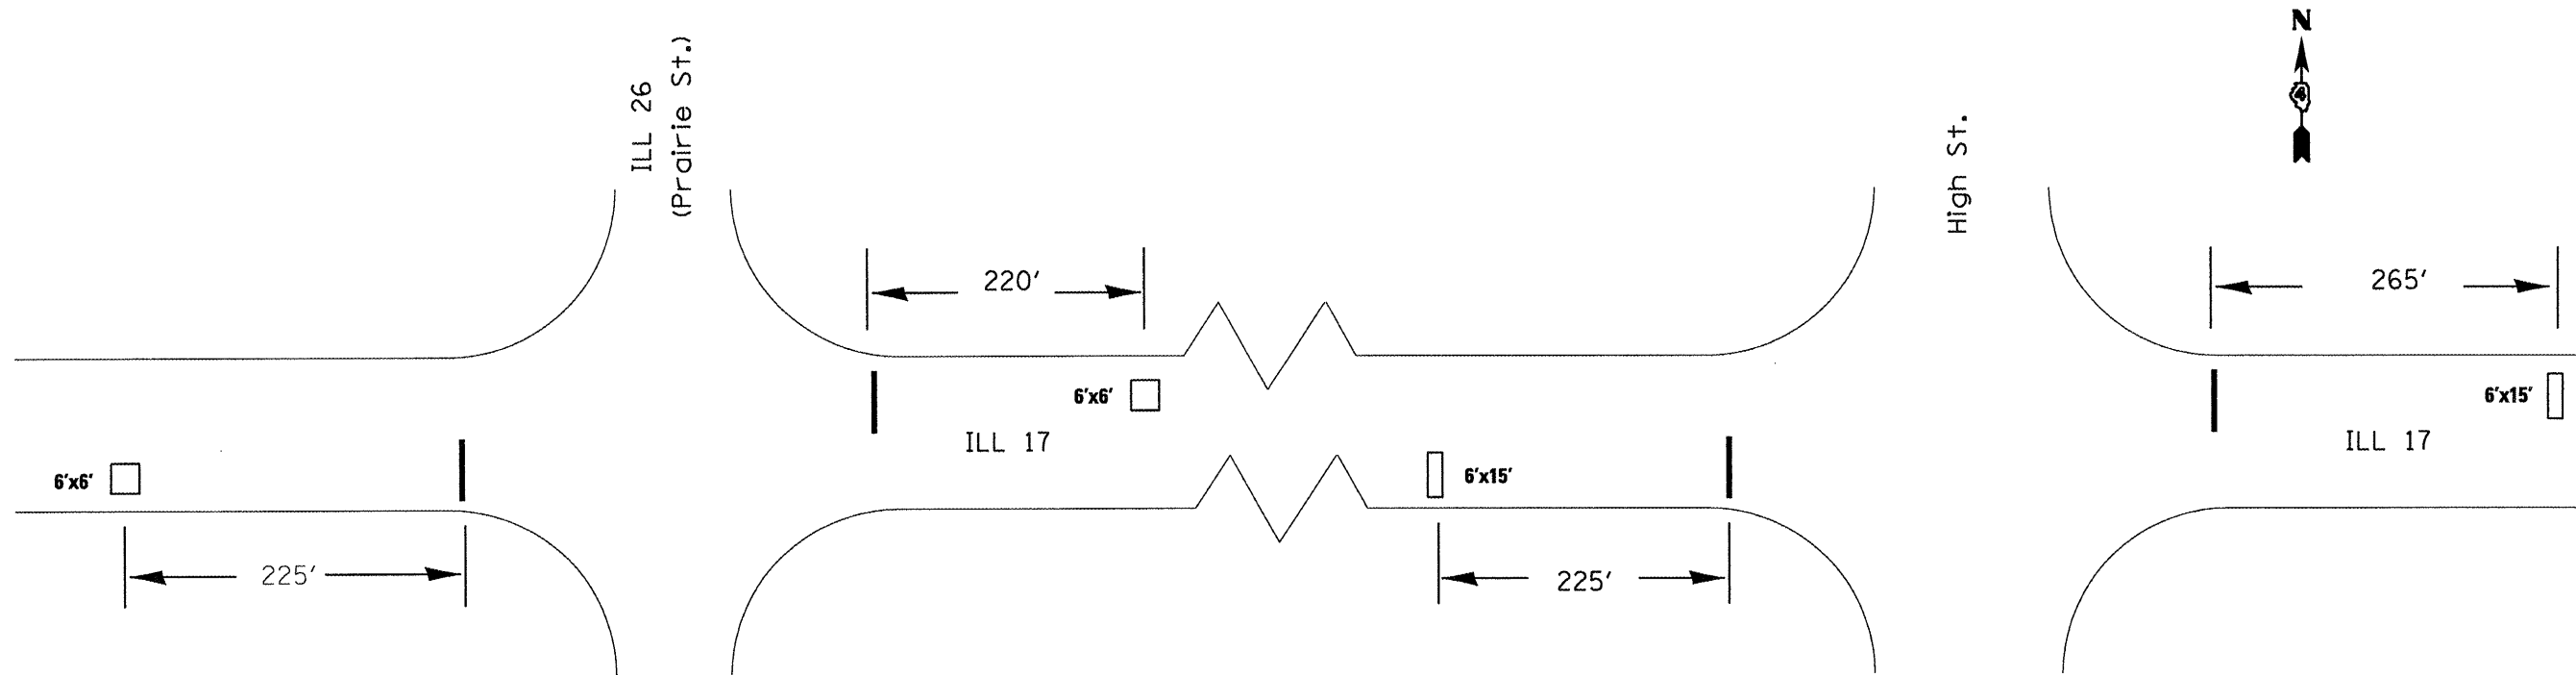 N
4
ILL 26
(Prairie St.)
High St.
220'
265'
6'x6'
6'x15'
ILL 17
ILL 17
6'x6'
6'x15'
225'
225'